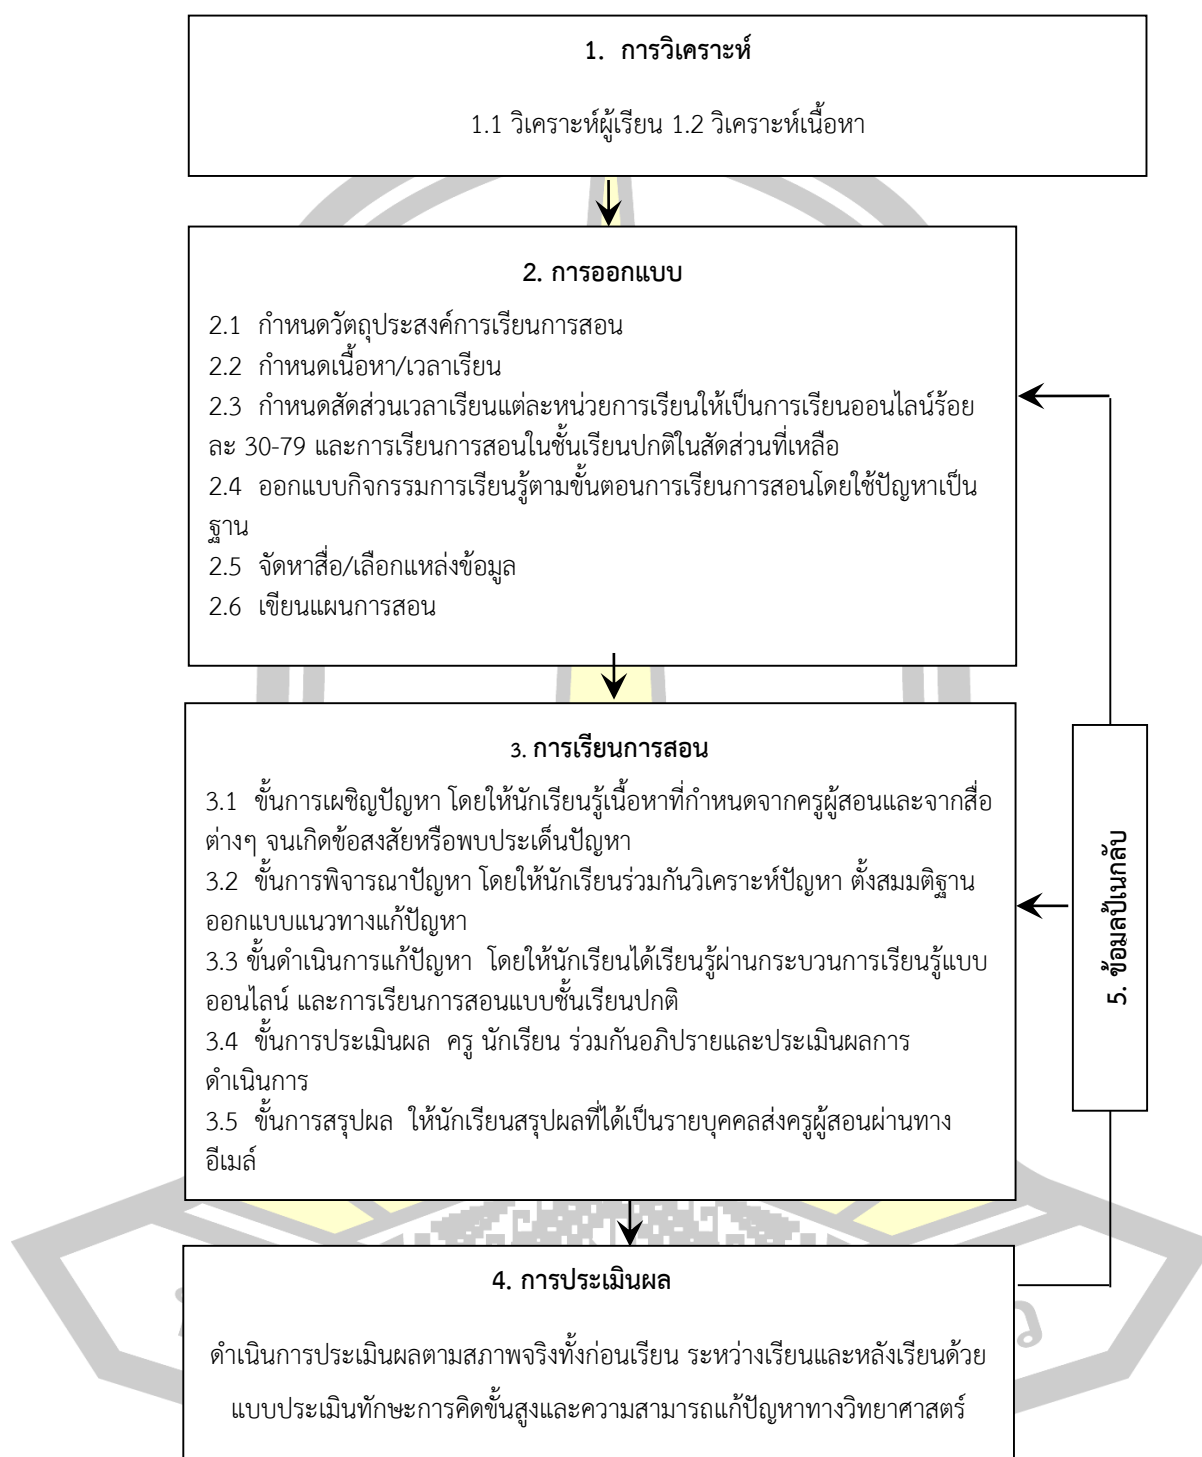 1. การวิเคราะห์
1.1 วิเคราะห์ผู้เรียน 1.2 วิเคราะห์เนื้อหา
2. การออกแบบ
2.1 กำหนดวัตถุประสงค์การเรียนการสอน
2.2 กำหนดเนื้อหา/เวลาเรียน
2.3 กำหนดสัดส่วนเวลาเรียนแต่ละหน่วยการเรียนให้เป็นการเรียนออนไลน์ร้อย
ละ 30-79 และการเรียนการสอนในชั้นเรียนปกติในสัดส่วนที่เหลือ
2.4 ออกแบบกิจกรรมการเรียนรู้ตามขั้นตอนการเรียนการสอนโดยใช้ปัญหาเป็น
ฐาน
2.5 จัดหาสื่อ/เลือกแหล่งข้อมูล
2.6 เขียนแผนการสอน
3. การเรียนการสอน
3.1 ขั้นการเผชิญปัญหา โดยให้นักเรียนรู้เนื้อหาที่กำหนดจากครูผู้สอนและจากสื่อ
ต่างๆ จนเกิดข้อสงสัยหรือพบประเด็นปัญหา
3.2 ขั้นการพิจารณาปัญหา โดยให้นักเรียนร่วมกันวิเคราะห์ปัญหา ตั้งสมมติฐาน
ออกแบบแนวทางแก้ปัญหา
3.3 ขั้นดำเนินการแก้ปัญหา โดยให้นักเรียนได้เรียนรู้ผ่านกระบวนการเรียนรู้แบบ
ออนไลน์ และการเรียนการสอนแบบชั้นเรียนปกติ
3.4 ขั้นการประเมินผล ครู นักเรียน ร่วมกันอภิปรายและประเมินผลการ
ดำเนินการ
3.5 ขั้นการสรุปผล ให้นักเรียนสรุปผลที่ได้เป็นรายบุคคลส่งครูผู้สอนผ่านทาง
อีเมล์
5. ข้อมูลป้อนกลับ
4. การประเมินผล
ดำเนินการประเมินผลตามสภาพจริงทั้งก่อนเรียน ระหว่างเรียนและหลังเรียนด้วย
แบบประเมินทักษะการคิดขั้นสูงและความสามารถแก้ปัญหาทางวิทยาศาสตร์